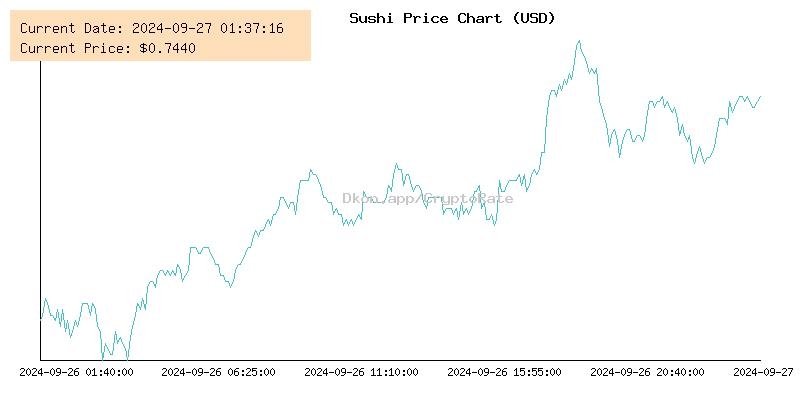 Sushi Price Chart (USD)
Current Date: 2024-09-27 01:37:16
Current Price: $0.7440
Dkon.app/CryptoRate
2024-09-26 01:40:00 2024-09-26 06:25:00 2024-09-26 11:10:00 2024-09-26 15:55:00 2024-09-26 20:40:00 2024-09-27